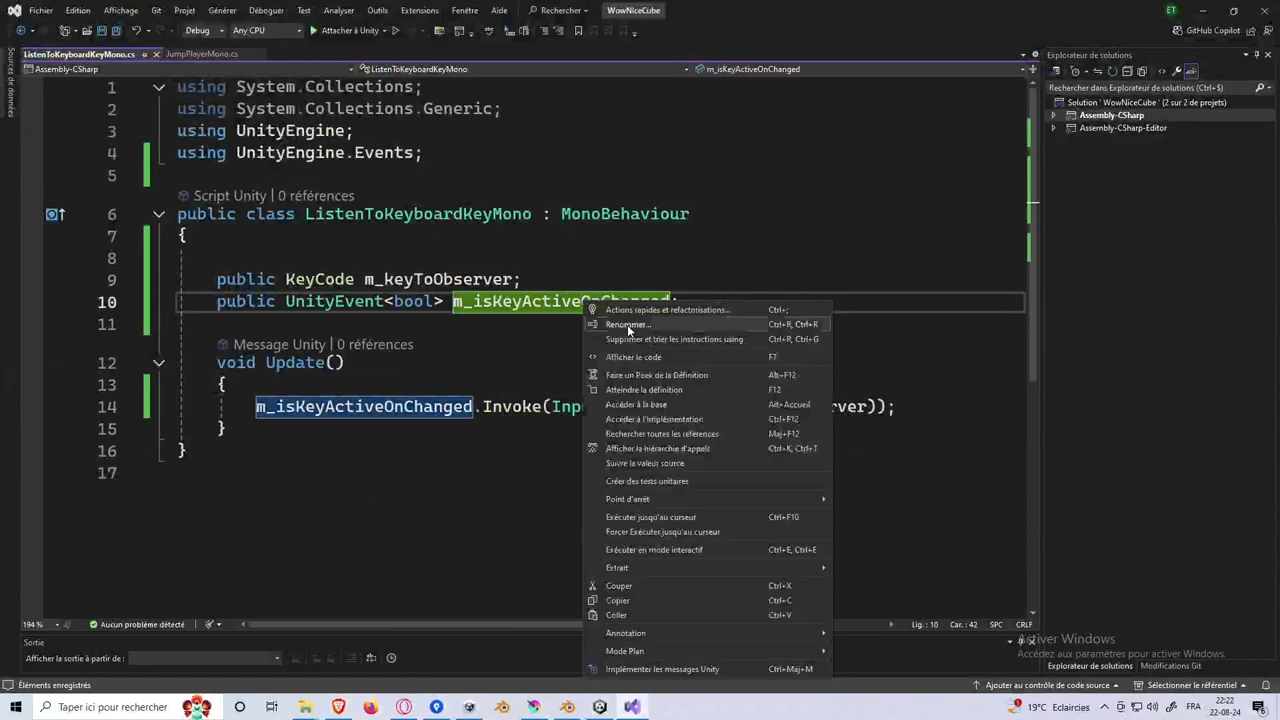 Fichier Edition Affichage Git Projet Générer Déboguer Test Analyser Outils Extensions Fenêtre Aide Rechercher WowNiceCube ET
Debug Any CPU Attacher à Unity GitHub Copilot
ListenToKeyboardKeyMono.cs JumpPlayerMono.cs
Explorateur de solutions
Sources de données
Assembly-CSharp ListenToKeyboardKeyMono m_isKeyActiveOnChanged
Rechercher dans Explorateur de solutions (Ctrl+$)
Solution 'WowNiceCube' (2 sur 2 de projets)
Assembly-CSharp
Assembly-CSharp-Editor
1 using System.Collections;
2 using System.Collections.Generic;
3 using UnityEngine;
4 using UnityEngine.Events;
5
Script Unity | 0 références
6 public class ListenToKeyboardKeyMono : MonoBehaviour
7 {
8
9 public KeyCode m_keyToObserver;
10 public UnityEvent<bool> m_isKeyActiveOnChanged;
11
Message Unity | 0 références
12 void Update()
13 {
14 m_isKeyActiveOnChanged.Invoke(Inp erver));
15 }
16 }
17
Actions rapides et refactorisations... Ctrl+;
Renommer... Ctrl+R, Ctrl+R
Supprimer et trier les instructions using Ctrl+R, Ctrl+G
Afficher le code F7
Faire un Peek de la Définition Alt+F12
Atteindre la définition F12
Accéder à la base Alt+Accueil
Accéder à l'implémentation Ctrl+F12
Rechercher toutes les références Maj+F12
Afficher la hiérarchie d'appels Ctrl+K, Ctrl+T
Suivre la valeur source
Créer des tests unitaires
Point d'arrêt
Exécuter jusqu'au curseur Ctrl+F10
Forcer Exécuter jusqu'au curseur
Exécuter en mode interactif Ctrl+E, Ctrl+E
Extrait
Couper Ctrl+X
Copier Ctrl+C
Coller Ctrl+V
Annotation
Mode Plan
Implémenter les messages Unity Ctrl+Maj+M
194 % Aucun problème détecté Lig. : 10 Car. : 42 SPC CRLF
Sortie
Afficher la sortie à partir de :
Activer Windows
Accédez aux paramètres pour activer Windows.
Explorateur de solutions Modifications Git
Éléments enregistrés Ajouter au contrôle de code source Sélectionner le référentiel
Taper ici pour rechercher 19°C Eclaircies FRA 22:22
22-08-24